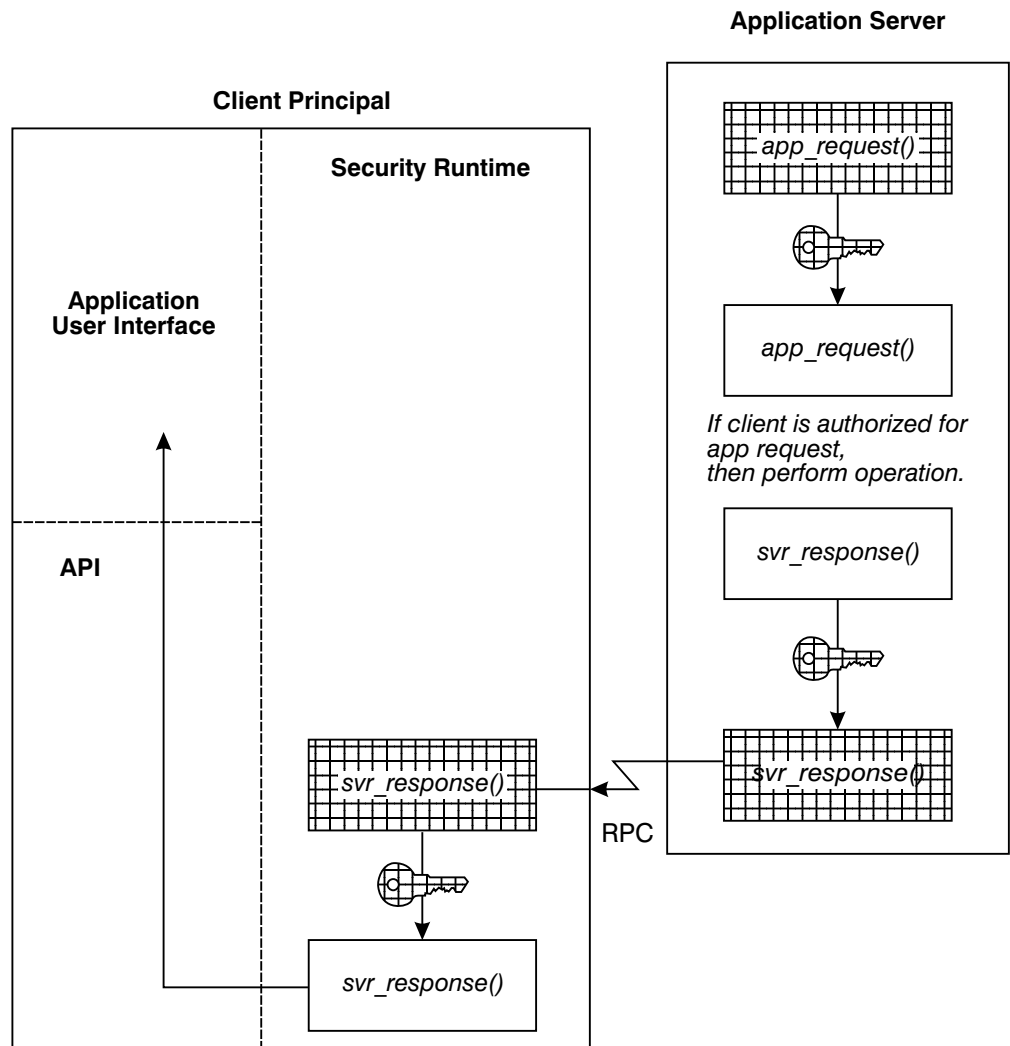 Application Server
Client Principal
app_request()
Security Runtime
Application
User Interface
app_request()
If client is authorized for
app request,
then perform operation.
svr_response()
API
svr_response()
svr_response()
RPC
svr_response()